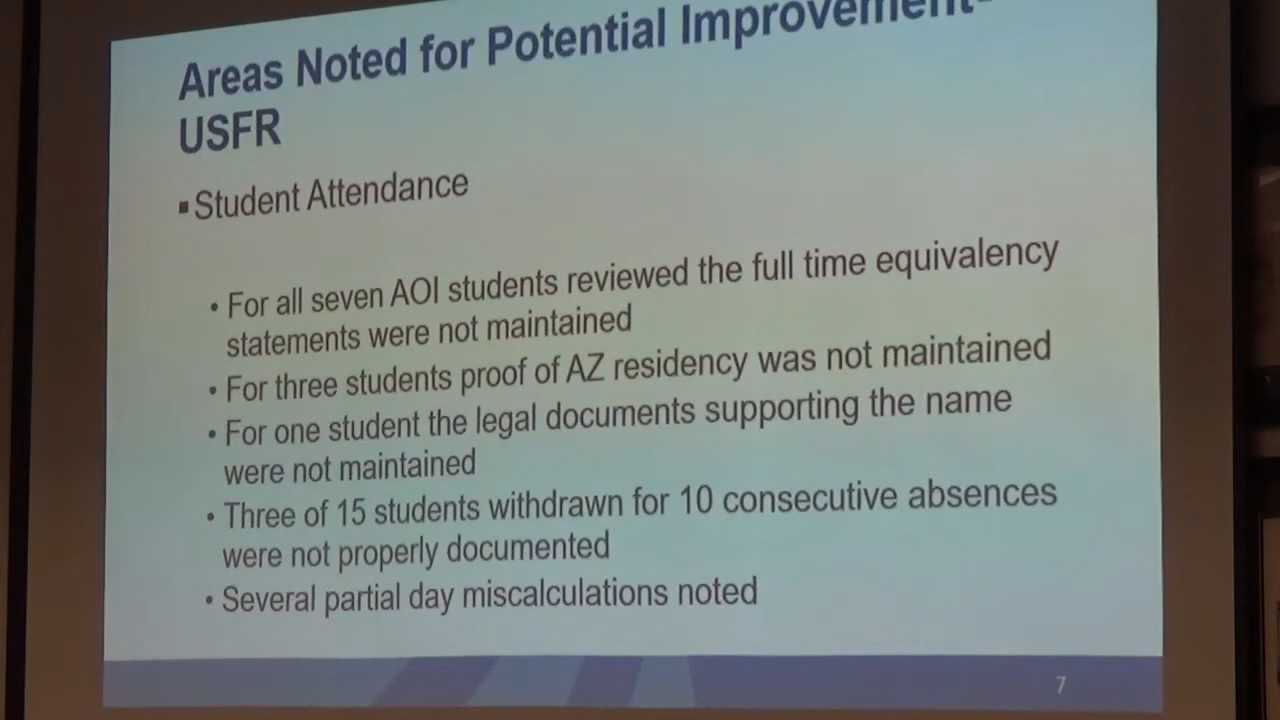 Areas Noted for Potential Improvement-
USFR
▪ Student Attendance
• For all seven AOI students reviewed the full time equivalency
statements were not maintained
• For three students proof of AZ residency was not maintained
• For one student the legal documents supporting the name
were not maintained
• Three of 15 students withdrawn for 10 consecutive absences
were not properly documented
• Several partial day miscalculations noted
7